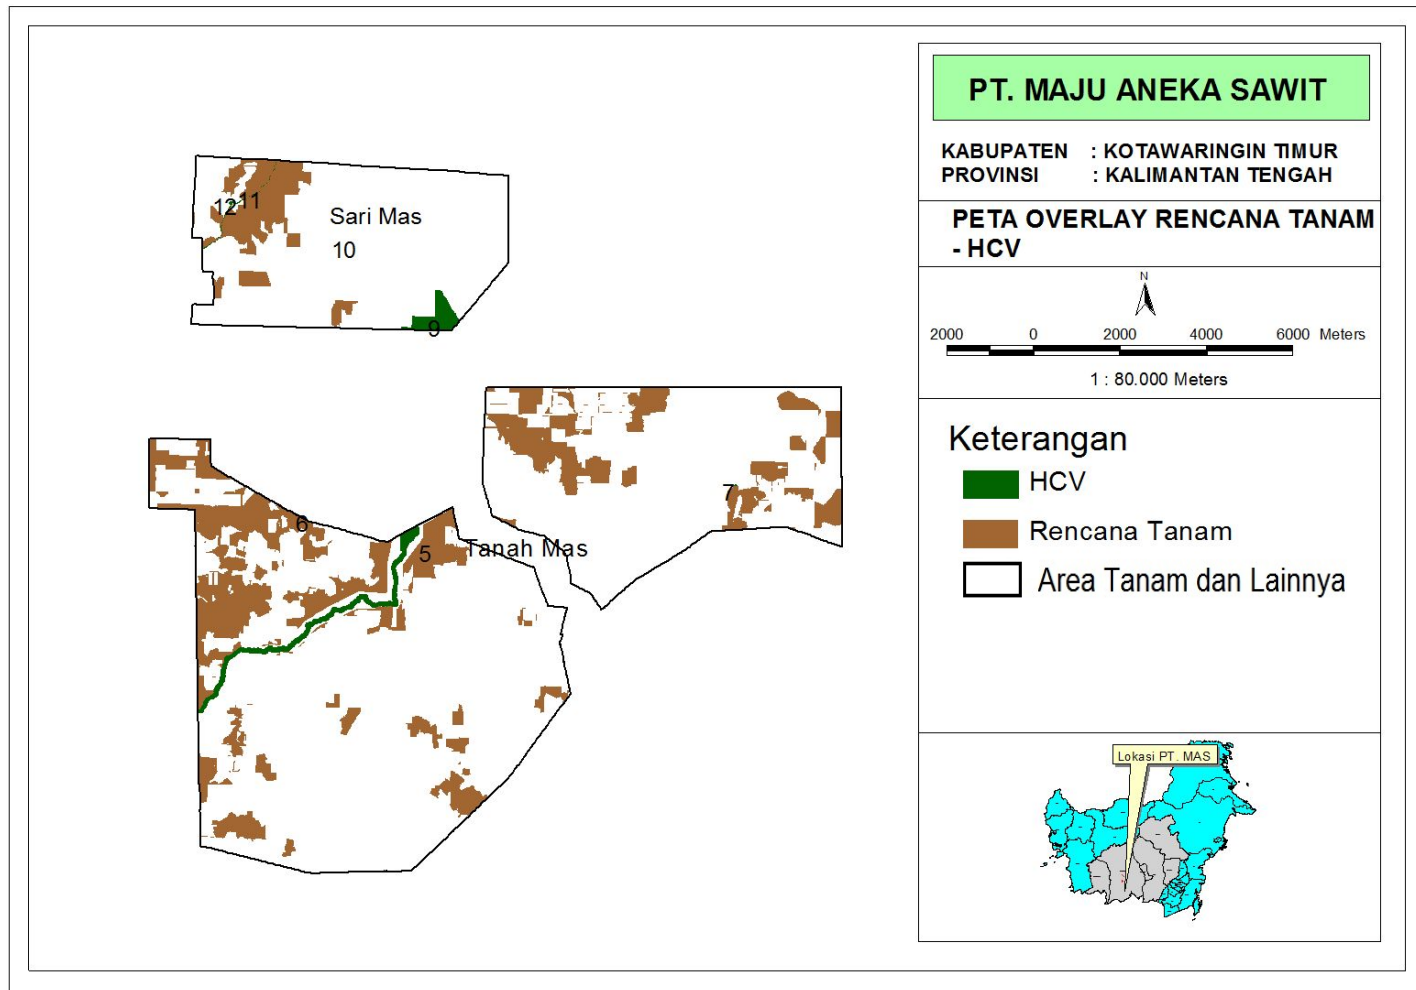 PT. MAJU ANEKA SAWIT
KABUPATEN : KOTAWARINGIN TIMUR
PROVINSI : KALIMANTAN TENGAH
PETA OVERLAY RENCANA TANAM
- HCV
N
2000 0 2000 4000 6000 Meters
1 : 80.000 Meters
Keterangan
HCV
Rencana Tanam
Area Tanam dan Lainnya
Lokasi PT. MAS
12 11
Sari Mas
10
9
7
6
5
Tanah Mas